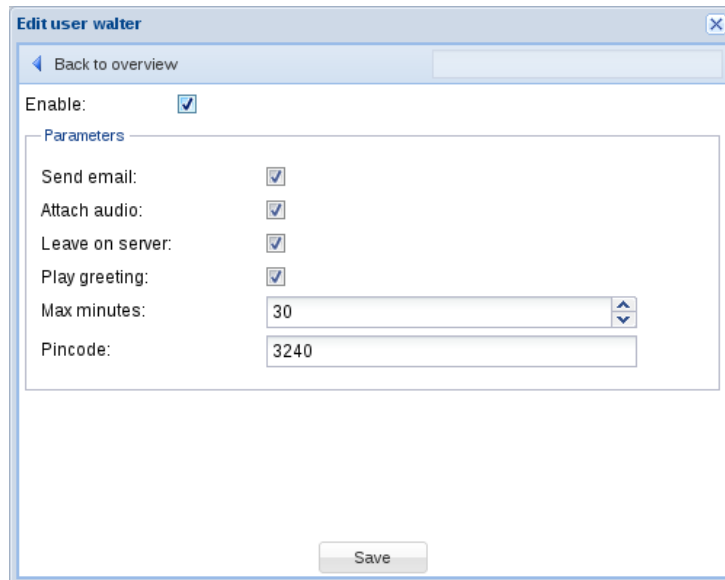 Edit user walter
Back to overview
Enable:
Parameters
Send email:
Attach audio:
Leave on server:
Play greeting:
Max minutes: 30
Pincode: 3240
Save